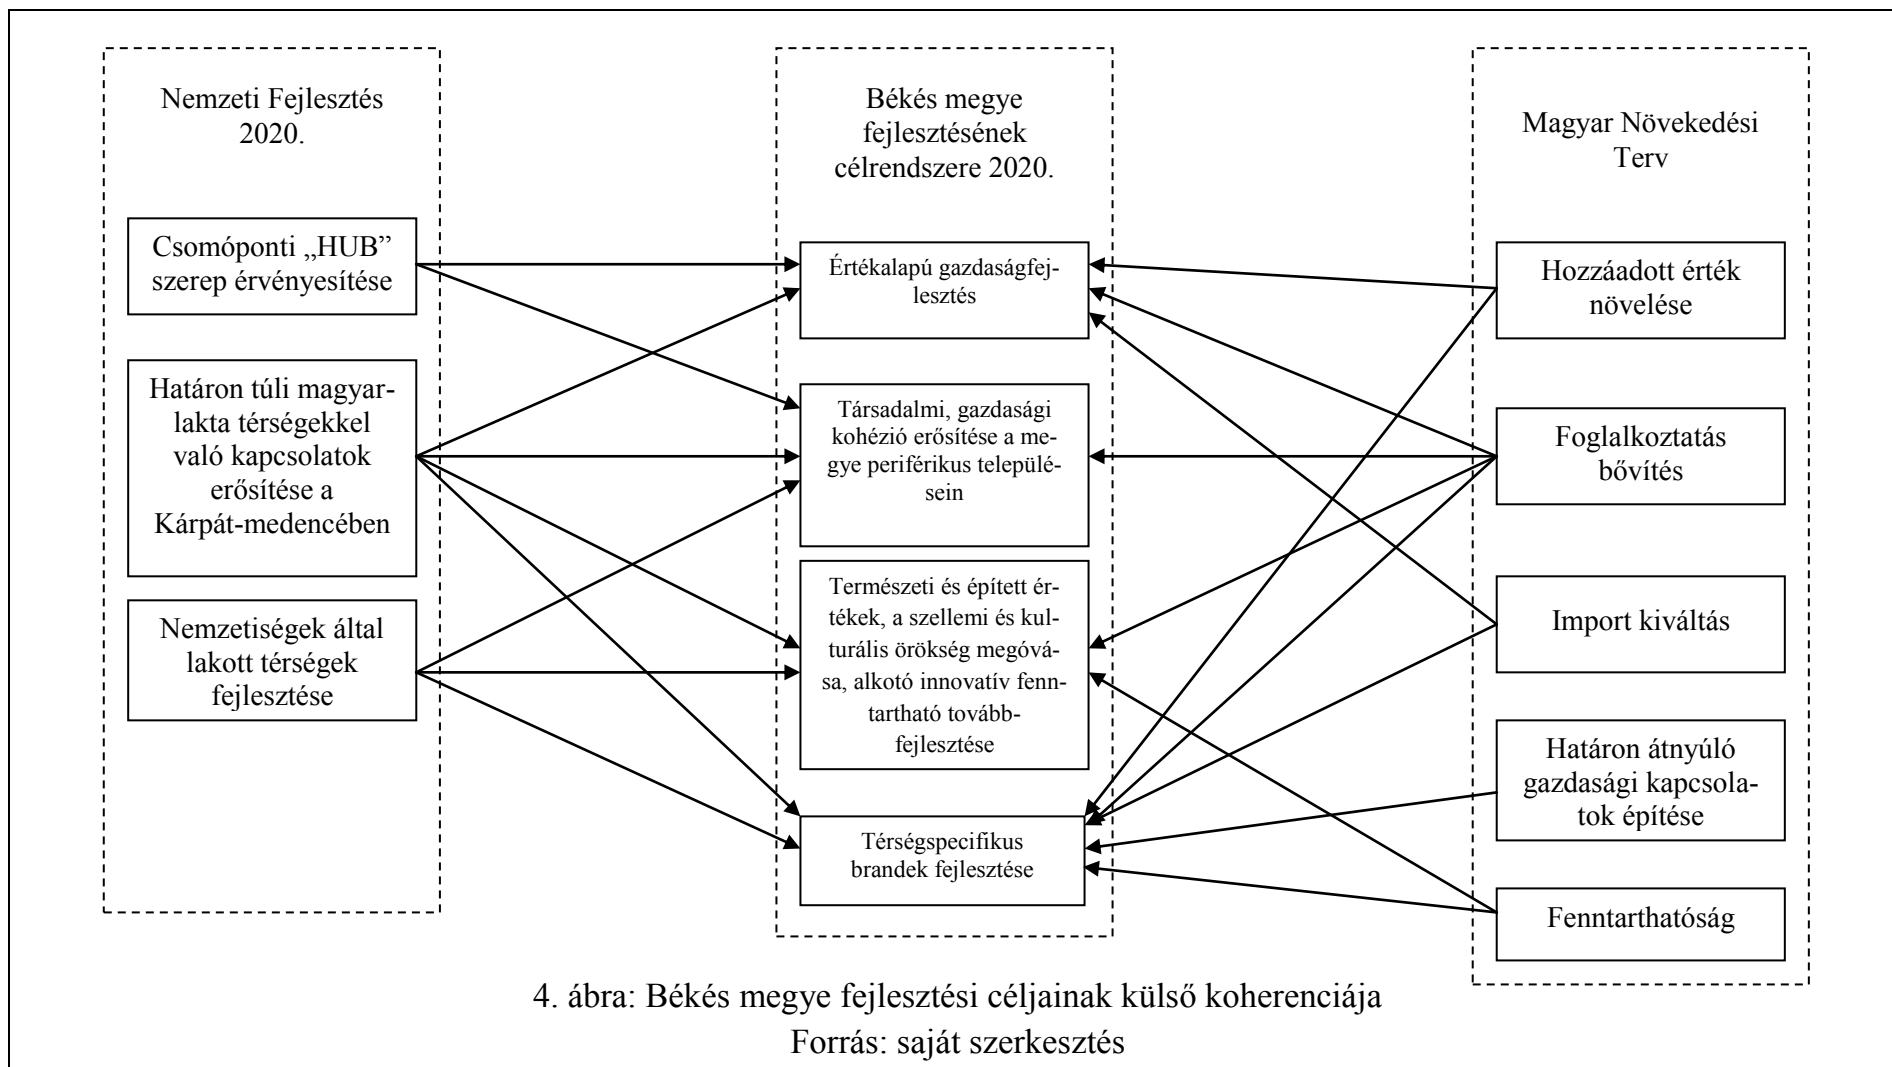 Nemzeti Fejlesztés
2020.
Csomóponti „HUB”
szerep érvényesítése
Határon túli magyar-
lakta térségekkel
való kapcsolatok
erősítése a
Kárpát-medencében
Nemzetiségek által
lakott térségek
fejlesztése
Békés megye
fejlesztésének
célrendszere 2020.
Értékalapú gazdaságfej-
lesztés
Társadalmi, gazdasági
kohézió erősítése a me-
gye periférikus települé-
sein
Természeti és épített ér-
tékek, a szellemi és kul-
turális örökség megóvá-
sa, alkotó innovatív fenn-
tartható tovább-
fejlesztése
Térségspecifikus
brandek fejlesztése
Magyar Növekedési
Terv
Hozzáadott érték
növelése
Foglalkoztatás
bővítés
Import kiváltás
Határon átnyúló
gazdasági kapcsola-
tok építése
Fenntarthatóság
4. ábra: Békés megye fejlesztési céljainak külső koherenciája
Forrás: saját szerkesztés